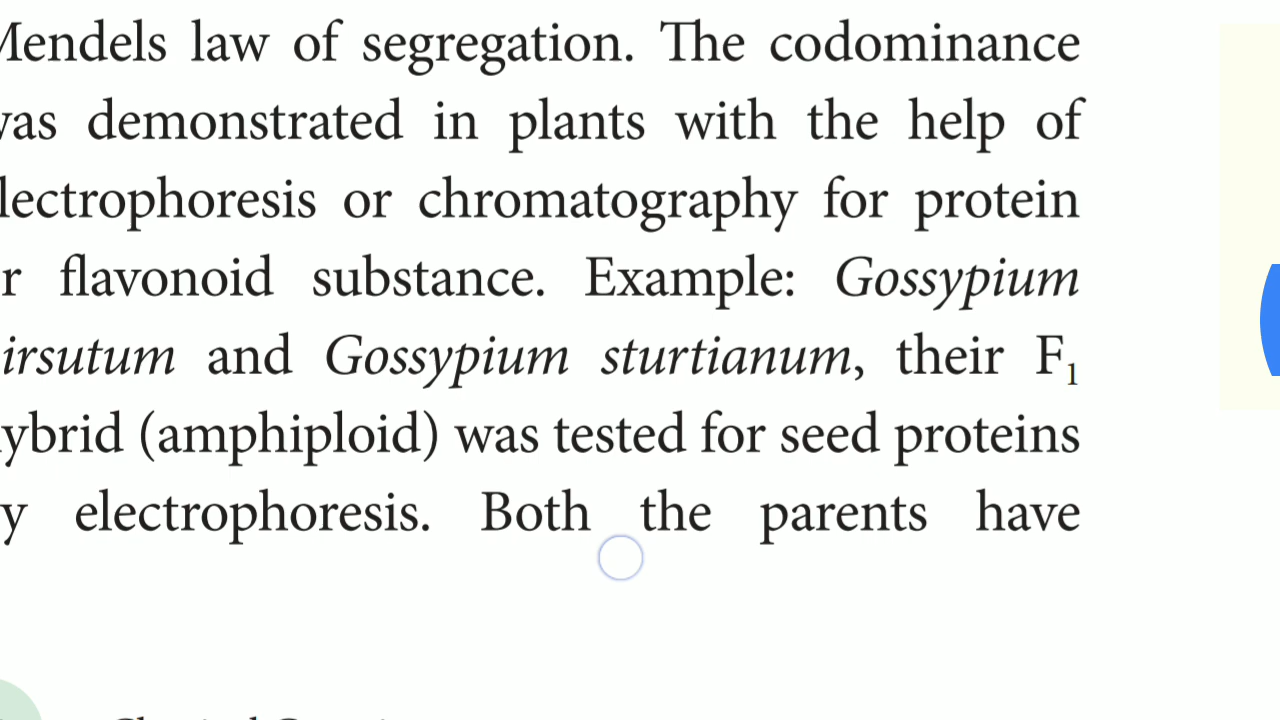 Mendels law of segregation. The codominance
was demonstrated in plants with the help of
lectrophoresis or chromatography for protein
r flavonoid substance. Example: Gossypium
irsutum and Gossypium sturtianum, their F₁
ybrid (amphiploid) was tested for seed proteins
y electrophoresis. Both the parents have